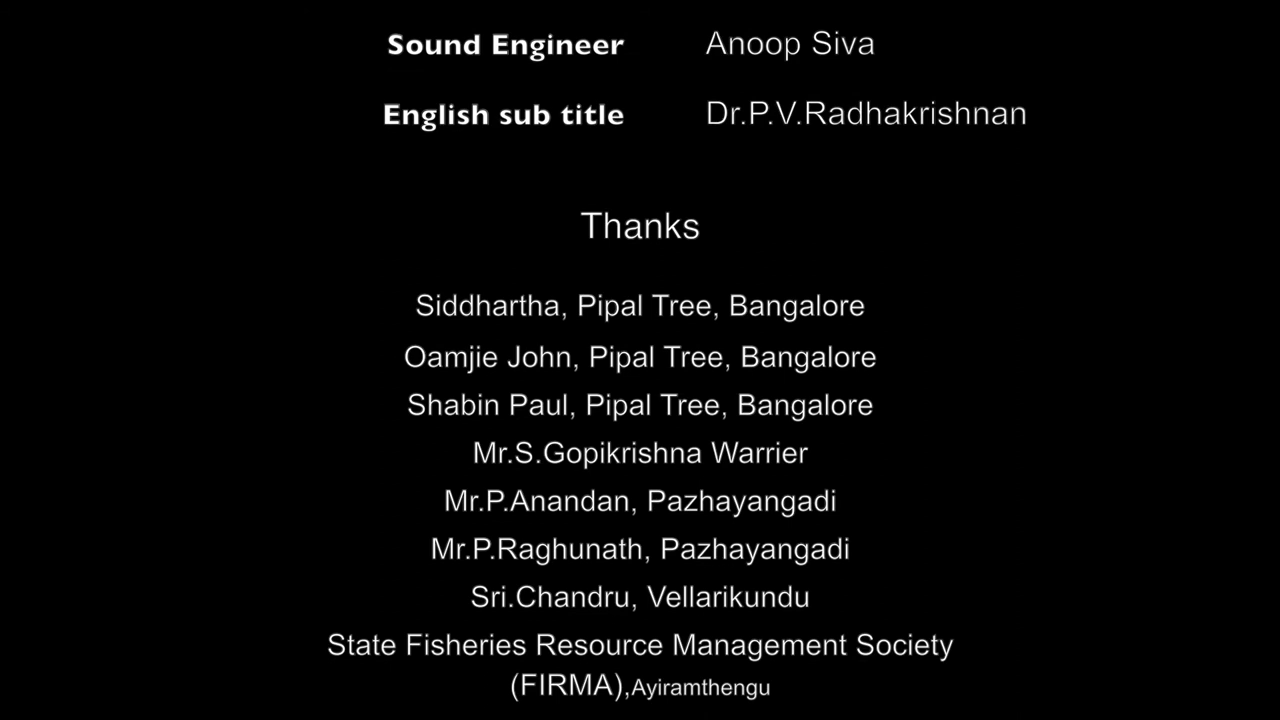 Sound Engineer Anoop Siva
English sub title Dr.P.V.Radhakrishnan
Thanks
Siddhartha, Pipal Tree, Bangalore
Oamjie John, Pipal Tree, Bangalore
Shabin Paul, Pipal Tree, Bangalore
Mr.S.Gopikrishna Warrier
Mr.P.Anandan, Pazhayangadi
Mr.P.Raghunath, Pazhayangadi
Sri.Chandru, Vellarikundu
State Fisheries Resource Management Society
(FIRMA),Ayiramthengu